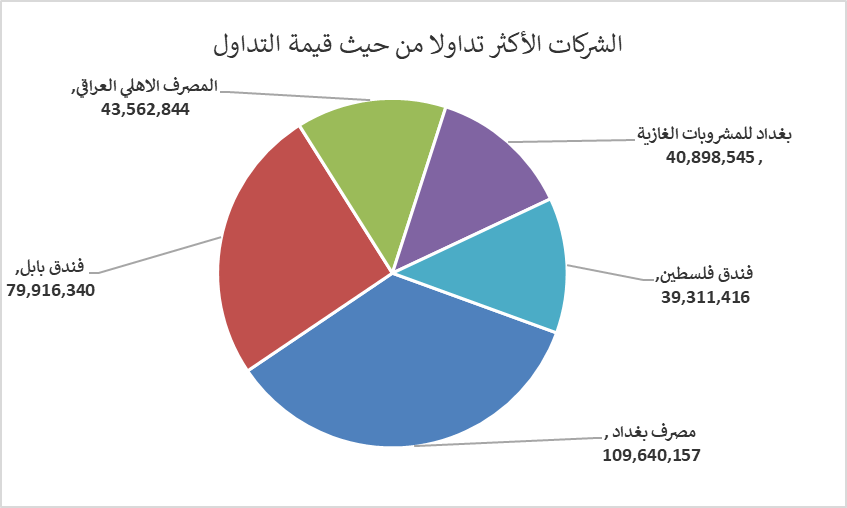 الشركات الأكثر تداولا من حيث قيمة التداول
المصرف الاهلي العراقي,
43,562,844
بغداد للمشروبات الغازية
, 40,898,545
فندق بابل,
79,916,340
فندق فلسطين,
39,311,416
مصرف بغداد ,
109,640,157